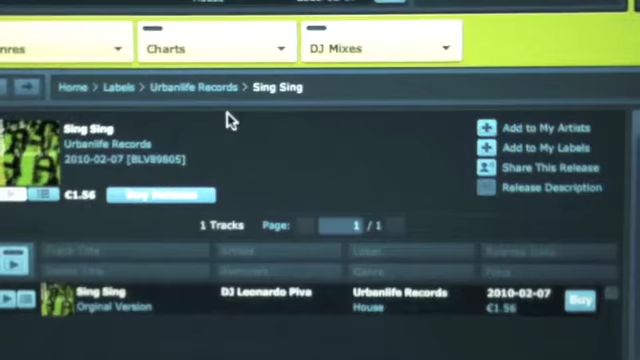 Charts
DJ Mixes
Home > Labels > Urbanlife Records > Sing Sing
Sing Sing
Urbanlife Records
2010-02-07 [BLV89805]
€1.56
Add to My Artists
Add to My Labels
Share This Release
Release Description
1 Tracks Page: 1 / 1
Sing Sing DJ Leonardo Piva Urbanlife Records 2010-02-07 Buy
Orginal Version House €1.56